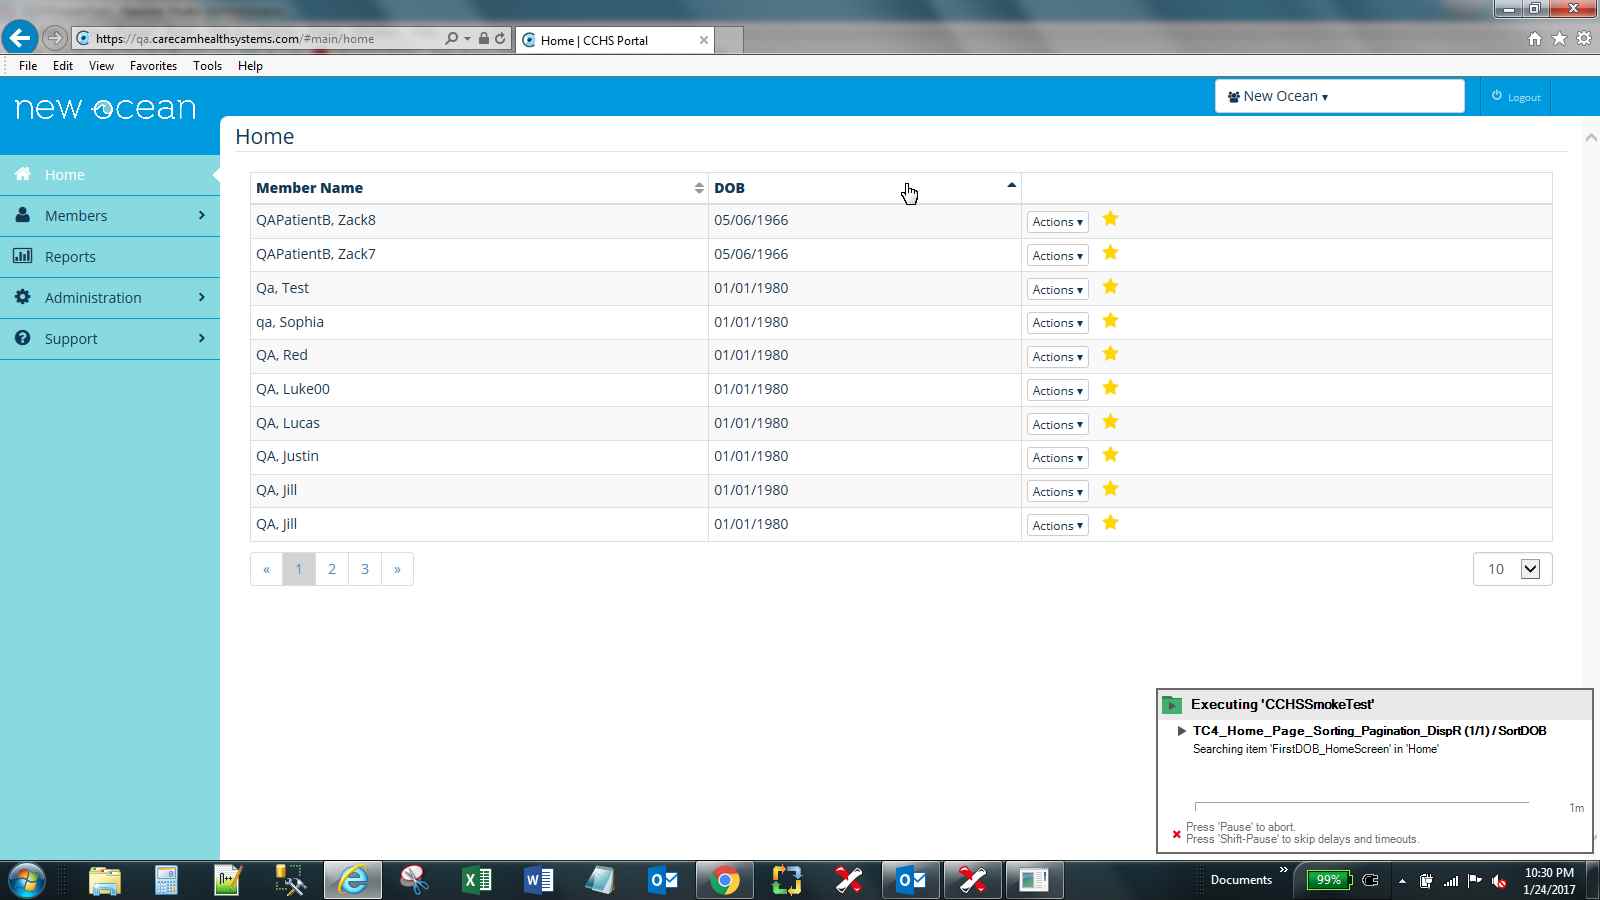 https://qa.carecamhealthsystems.com/#main/home
Home | CCHS Portal
File Edit View Favorites Tools Help
new ocean
New Ocean ▾
Logout
Home
Members
Reports
Administration
Support
Home
Member Name DOB
QAPatientB, Zack8 05/06/1966 Actions ▾
QAPatientB, Zack7 05/06/1966 Actions ▾
Qa, Test 01/01/1980 Actions ▾
qa, Sophia 01/01/1980 Actions ▾
QA, Red 01/01/1980 Actions ▾
QA, Luke00 01/01/1980 Actions ▾
QA, Lucas 01/01/1980 Actions ▾
QA, Justin 01/01/1980 Actions ▾
QA, Jill 01/01/1980 Actions ▾
QA, Jill 01/01/1980 Actions ▾
« 1 2 3 »
10
Executing 'CCHSSmokeTest'
TC4_Home_Page_Sorting_Pagination_DispR (1/1) / SortDOB
Searching item 'FirstDOB_HomeScreen' in 'Home'
1m
Press 'Pause' to abort.
Press 'Shift-Pause' to skip delays and timeouts.
Documents »
99%
10:30 PM
1/24/2017